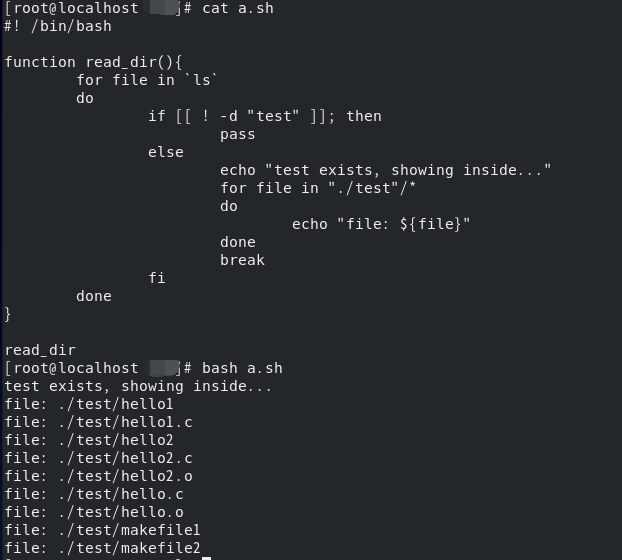 [root@localhost ]# cat a.sh
#! /bin/bash

function read_dir(){
        for file in `ls`
        do
                if [[ ! -d "test" ]]; then
                        pass
                else
                        echo "test exists, showing inside..."
                        for file in "./test"/*
                        do
                                echo "file: ${file}"
                        done
                        break
                fi
        done
}

read_dir
[root@localhost ]# bash a.sh
test exists, showing inside...
file: ./test/hello1
file: ./test/hello1.c
file: ./test/hello2
file: ./test/hello2.c
file: ./test/hello2.o
file: ./test/hello.c
file: ./test/hello.o
file: ./test/makefile1
file: ./test/makefile2